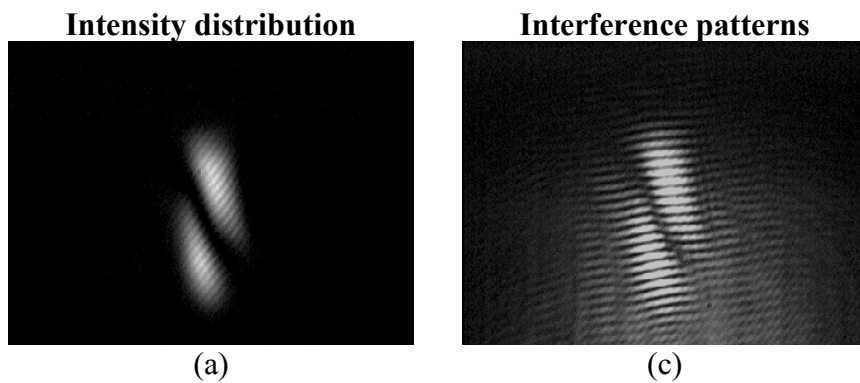 Intensity distribution
Interference patterns
(a)
(c)